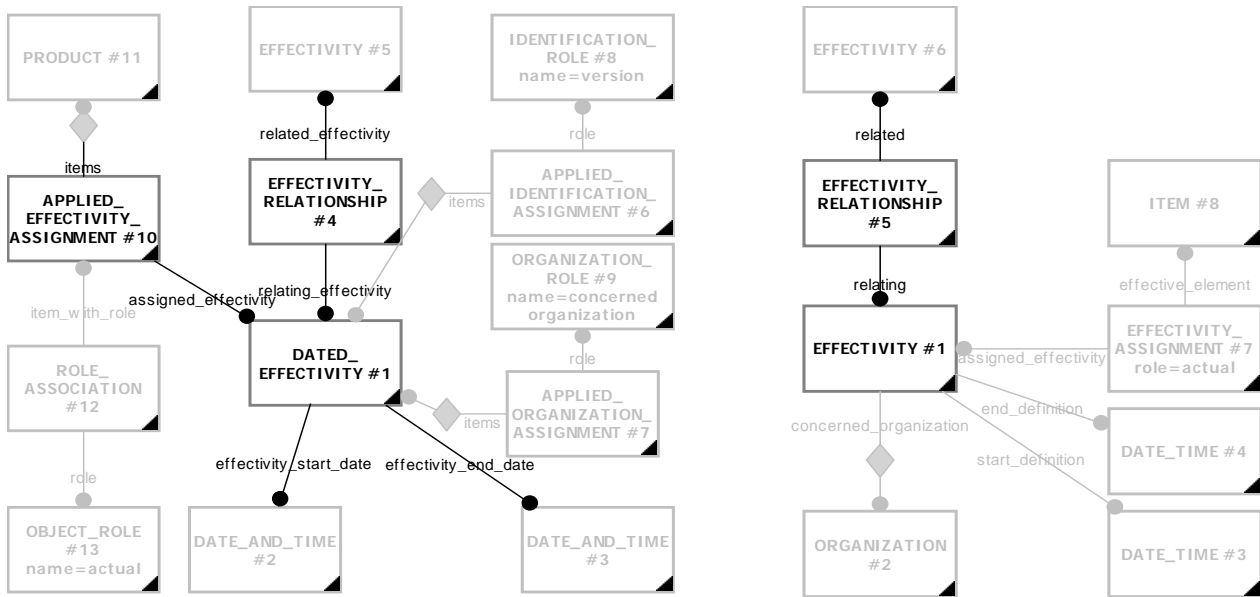 PRODUCT #11
EFFECTIVITY #5
IDENTIFICATION_
ROLE #8
name=version
related_effectivity
role
items
APPLIED_
EFFECTIVITY_
ASSIGNMENT #10
EFFECTIVITY_
RELATIONSHIP
#4
items
APPLIED_
IDENTIFICATION_
ASSIGNMENT #6
assigned_effectivity
relating_effectivity
ORGANIZATION_
ROLE #9
name=concerned
organization
item_with_role
role
ROLE_
ASSOCIATION
#12
DATED_
EFFECTIVITY #1
items
APPLIED_
ORGANIZATION_
ASSIGNMENT #7
effectivity_start_date
effectivity_end_date
role
OBJECT_ROLE
#13
name=actual
DATE_AND_TIME
#2
DATE_AND_TIME
#3
EFFECTIVITY #6
related
EFFECTIVITY_
RELATIONSHIP
#5
ITEM #8
relating
effective_element
EFFECTIVITY #1
assigned_effectivity
EFFECTIVITY_
ASSIGNMENT #7
role=actual
end_definition
concerned_organization
start_definition
DATE_TIME #4
ORGANIZATION
#2
DATE_TIME #3